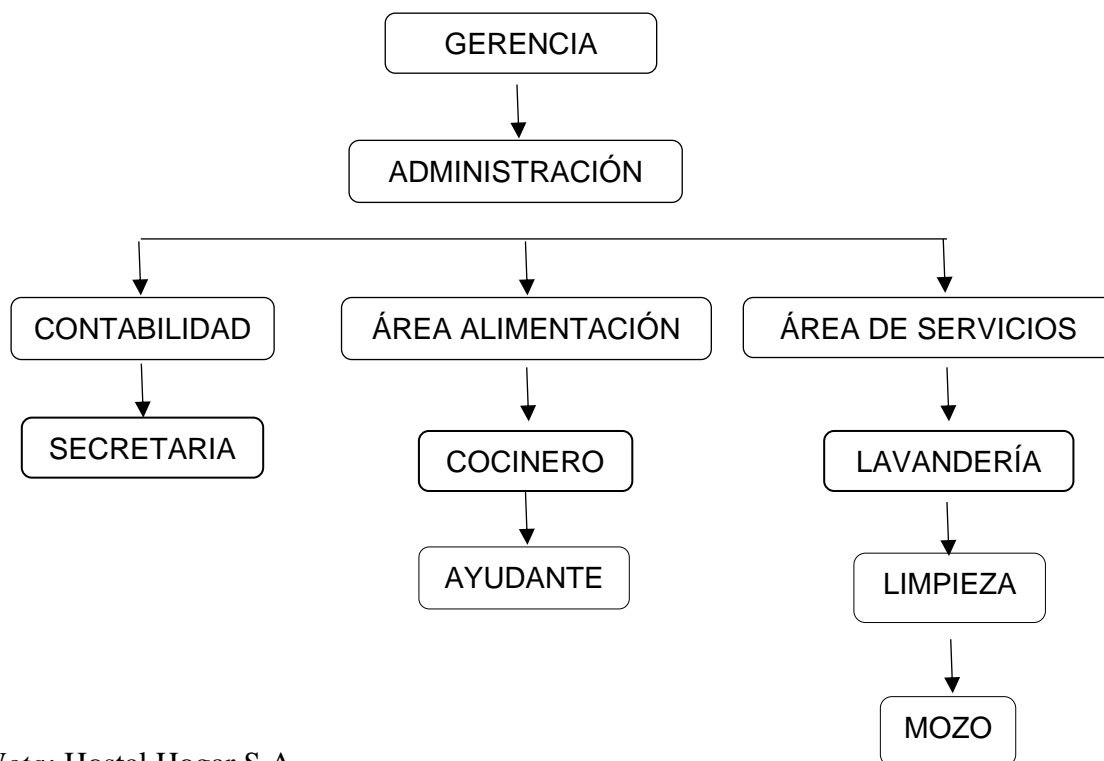 GERENCIA
ADMINISTRACIÓN
CONTABILIDAD
ÁREA ALIMENTACIÓN
ÁREA DE SERVICIOS
SECRETARIA
COCINERO
LAVANDERÍA
AYUDANTE
LIMPIEZA
MOZO
Hostal Hogar S.A